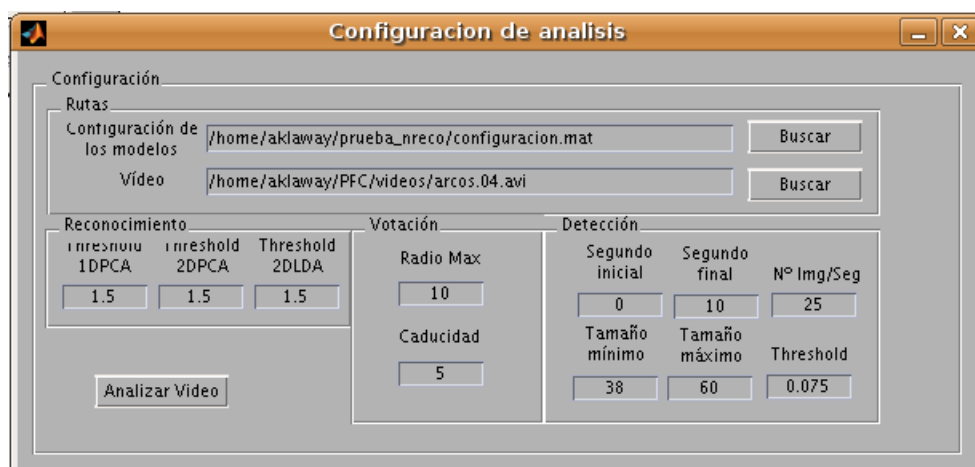 Configuracion de analisis
Configuración
Rutas
Configuración de
los modelos
/home/aklaway/prueba_nreco/configuracion.mat
Buscar
Vídeo
/home/aklaway/PFC/videos/arcos.04.avi
Buscar
Reconocimiento
Threshold
1DPCA
Threshold
2DPCA
Threshold
2DLDA
1.5
1.5
1.5
Analizar Video
Votación
Radio Max
10
Caducidad
5
Detección
Segundo
inicial
Segundo
final
Nº Img/Seg
0
10
25
Tamaño
mínimo
Tamaño
máximo
Threshold
38
60
0.075